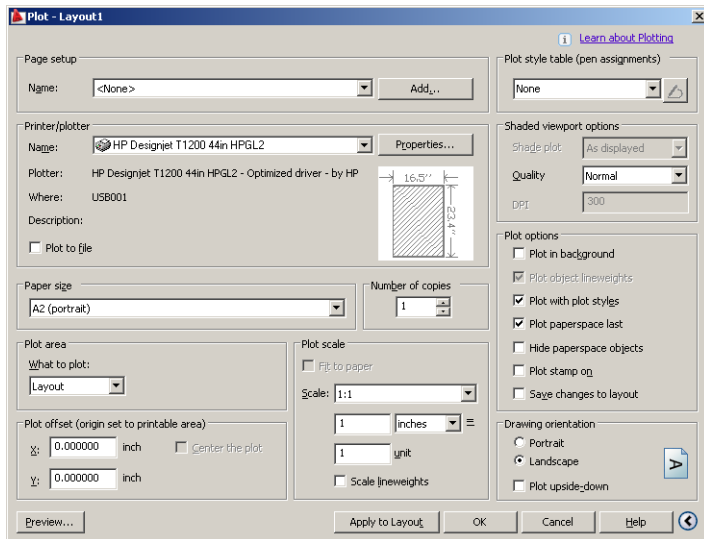 Plot - Layout1
Learn about Plotting
Page setup
Name: <None> Add...
Plot style table (pen assignments)
None
Printer/plotter
Name: HP Designjet T1200 44in HPGL2 Properties...
Plotter: HP Designjet T1200 44in HPGL2 - Optimized driver - by HP
Where: USB001
Description:
Plot to file
16.5''
23.4''
Shaded viewport options
Shade plot As displayed
Quality Normal
DPI 300
Paper size
A2 (portrait)
Number of copies
1
Plot area
What to plot:
Layout
Plot scale
Fit to paper
Scale: 1:1
1 inches =
1 unit
Scale lineweights
Plot offset (origin set to printable area)
X: 0.000000 inch Center the plot
Y: 0.000000 inch
Plot options
Plot in background
Plot object lineweights
Plot with plot styles
Plot paperspace last
Hide paperspace objects
Plot stamp on
Save changes to layout
Drawing orientation
Portrait
Landscape
Plot upside-down
A
Preview... Apply to Layout OK Cancel Help